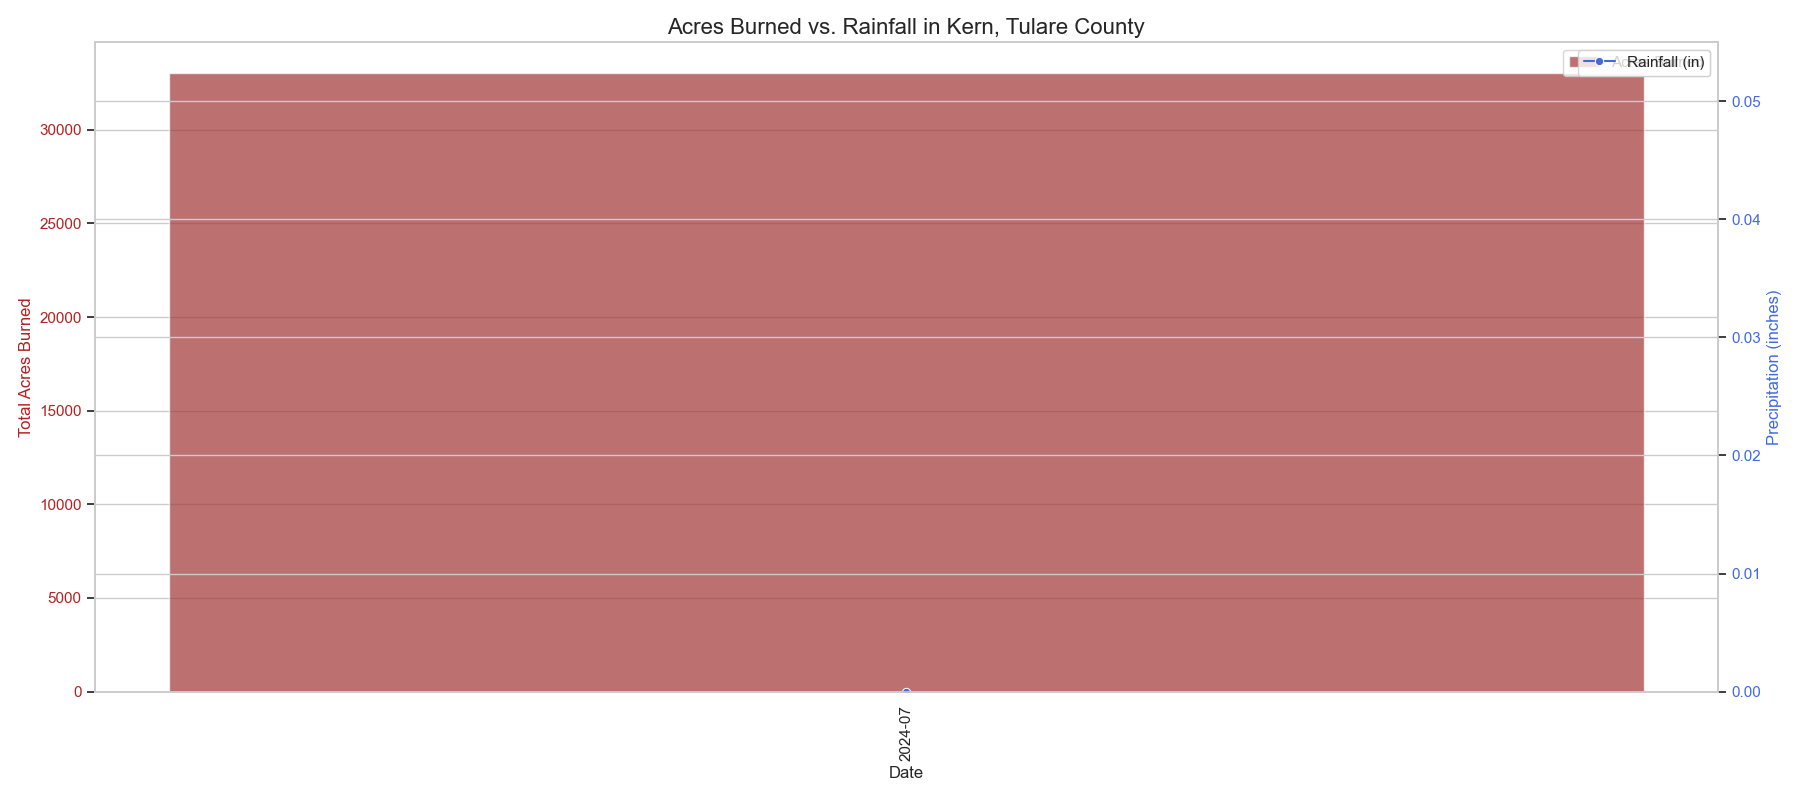 Acres Burned vs. Rainfall in Kern, Tulare County
Rainfall (in)
30000
25000
20000
15000
10000
5000
0
Total Acres Burned
0.05
0.04
0.03
0.02
0.01
0.00
Precipitation (inches)
2024-07
Date